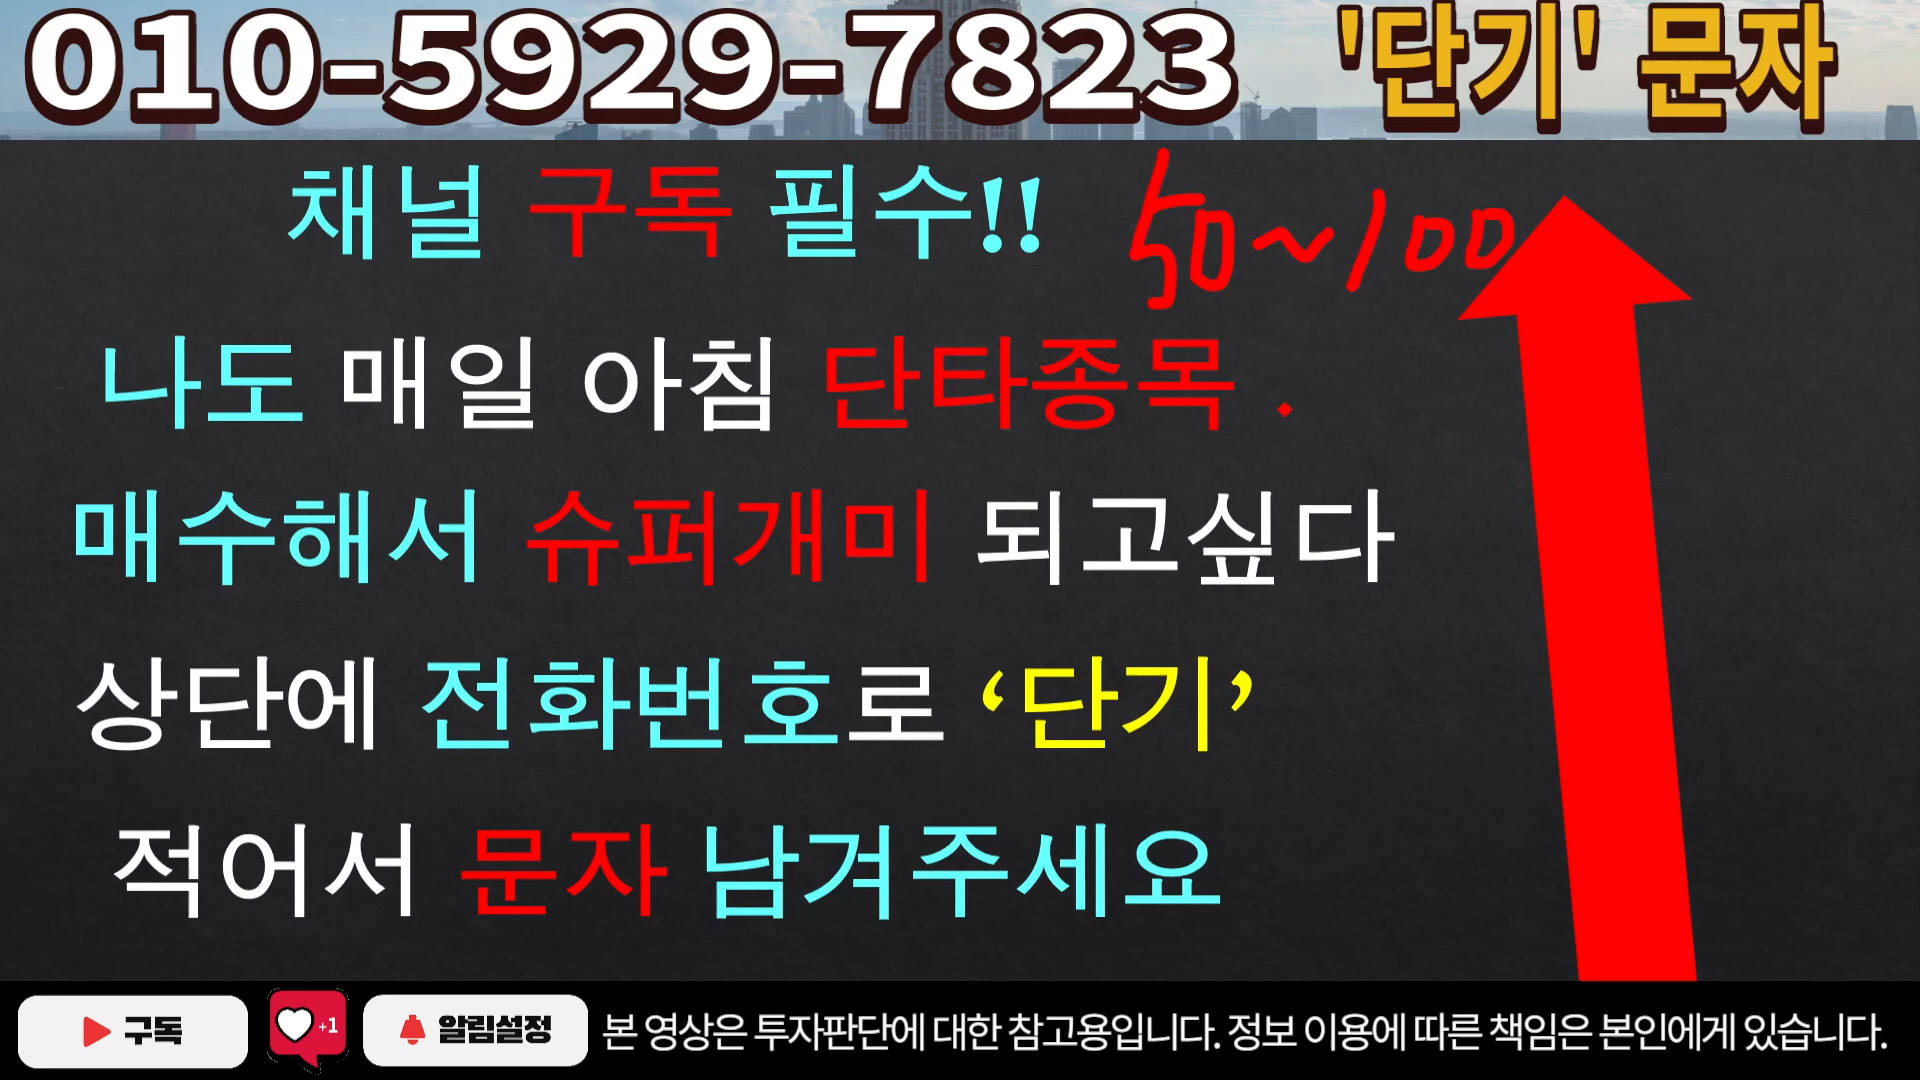 010-5929-7823 '단기' 문자
채널 구독 필수!! 50~100
나도 매일 아침 단타종목 .
매수해서 슈퍼개미 되고싶다
상단에 전화번호로 ‘단기’
적어서 문자 남겨주세요
구독 +1 알림설정 본 영상은 투자판단에 대한 참고용입니다. 정보 이용에 따른 책임은 본인에게 있습니다.